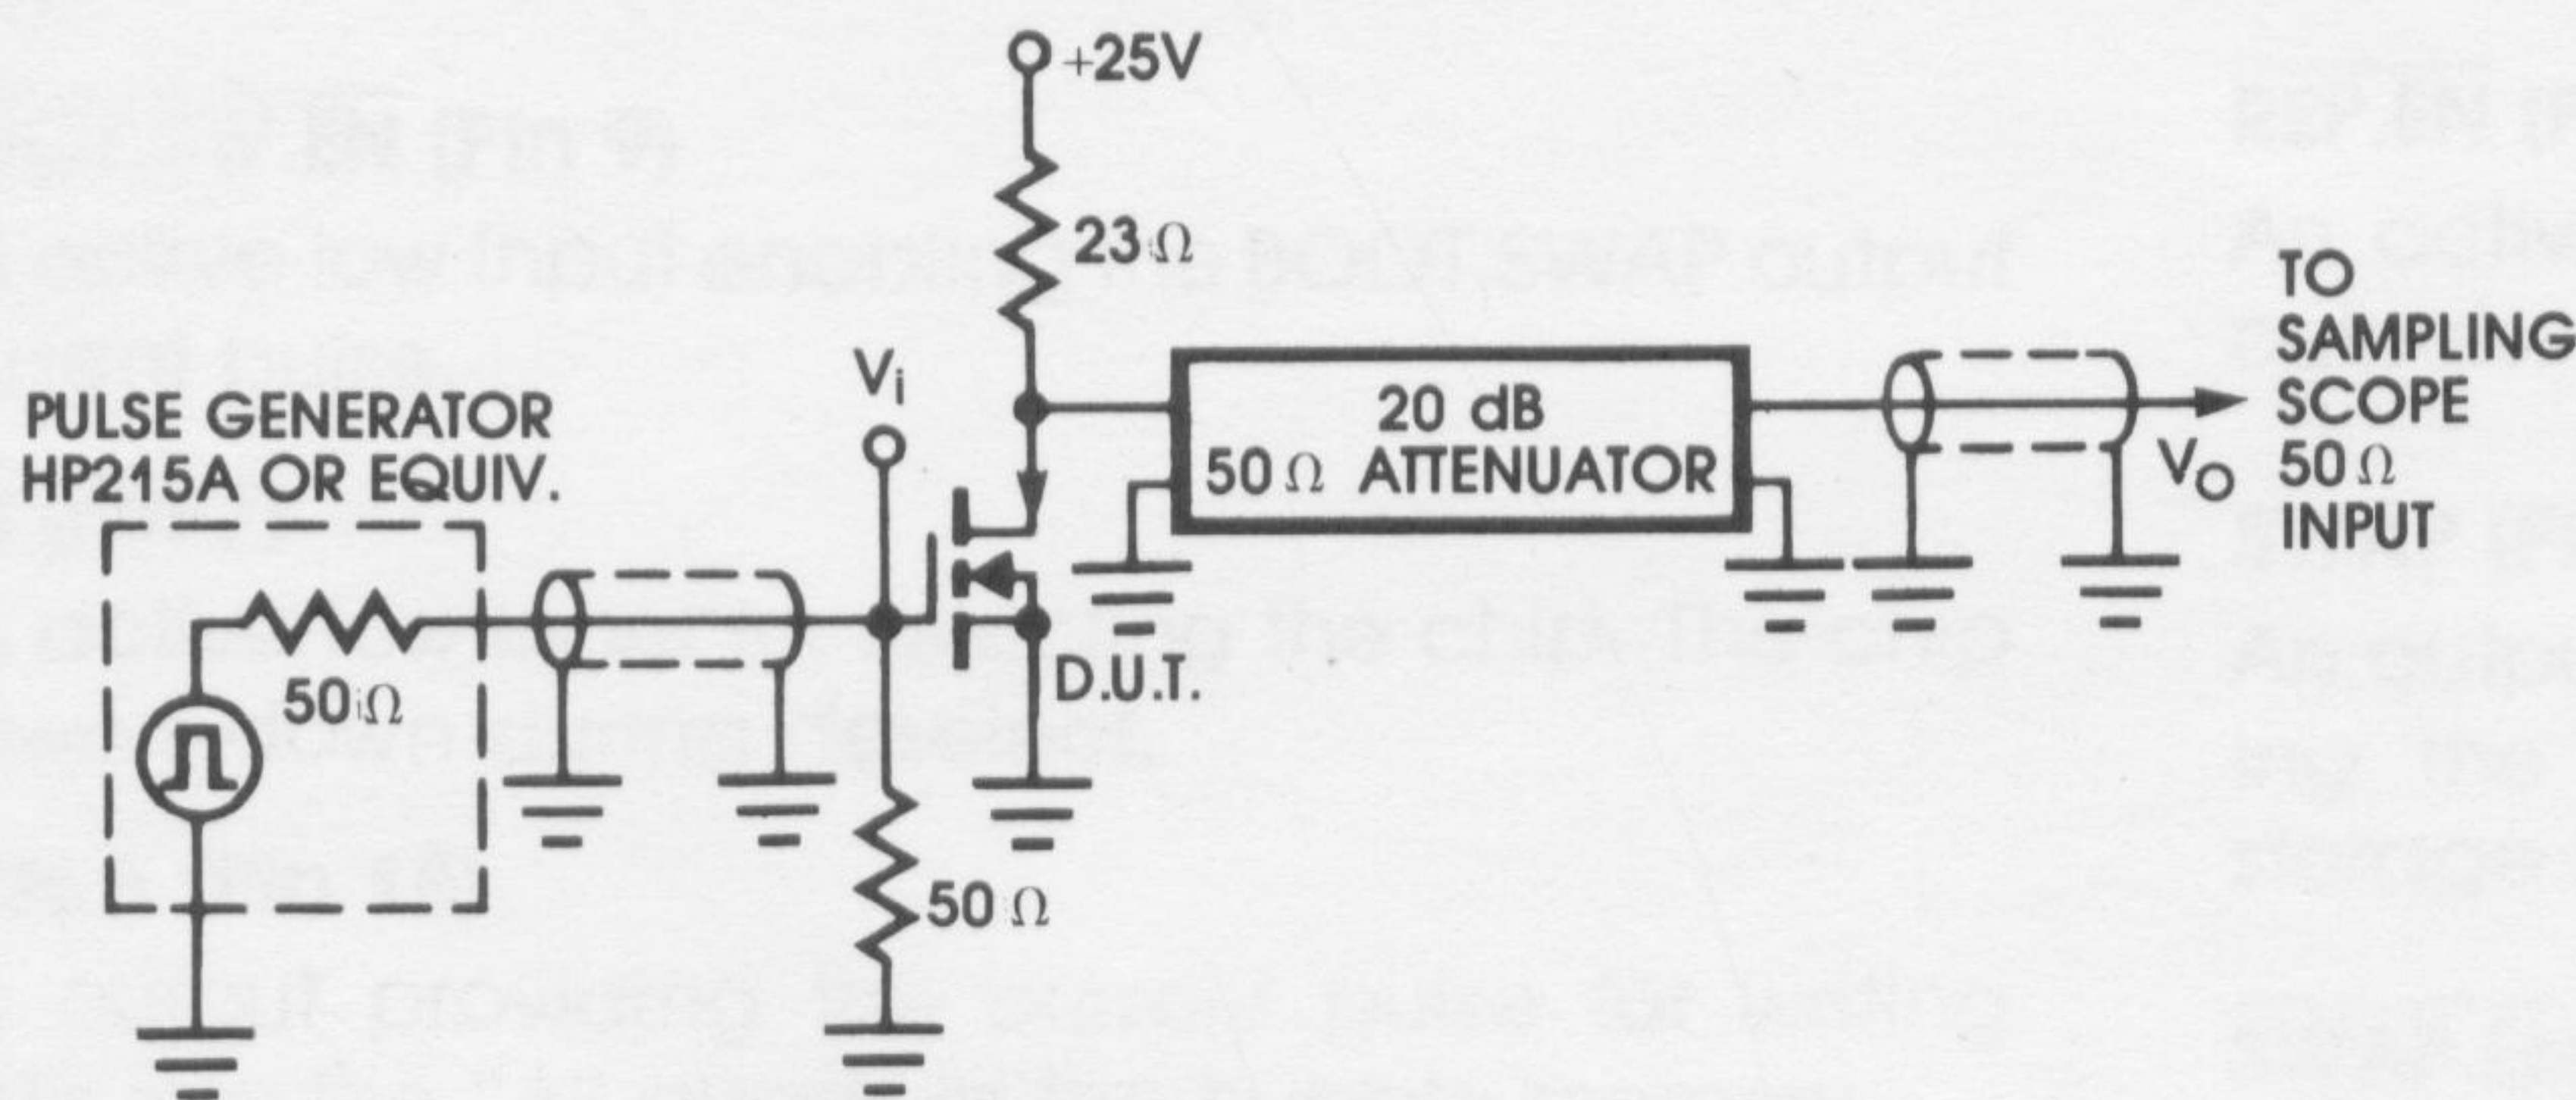 +25V
23Ω
Vi
PULSE GENERATOR
HP215A OR EQUIV.
50Ω
20 dB
50Ω ATTENUATOR
D.U.T.
50Ω
VO
TO
SAMPLING
SCOPE
50Ω
INPUT